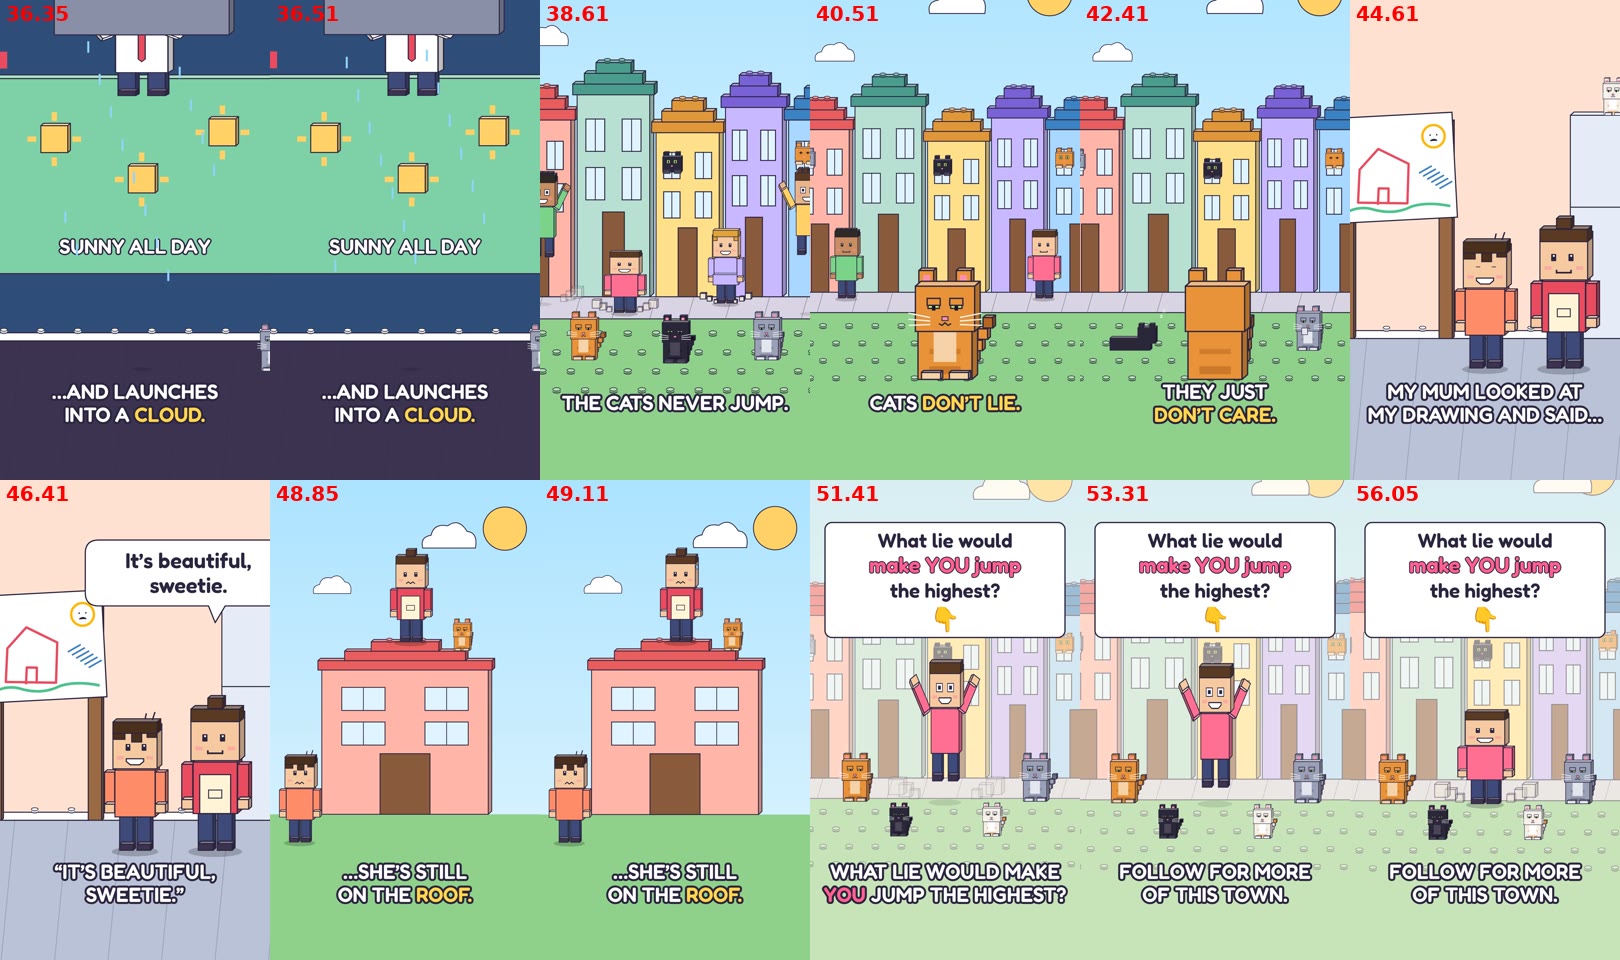 36.35
SUNNY ALL DAY
...AND LAUNCHES
INTO A CLOUD.
36.51
SUNNY ALL DAY
...AND LAUNCHES
INTO A CLOUD.
38.61
THE CATS NEVER JUMP.
40.51
CATS DON'T LIE.
42.41
THEY JUST
DON'T CARE.
44.61
MY MUM LOOKED AT
MY DRAWING AND SAID...
46.41
It's beautiful,
sweetie.
"IT'S BEAUTIFUL,
SWEETIE."
48.85
...SHE'S STILL
ON THE ROOF.
49.11
...SHE'S STILL
ON THE ROOF.
51.41
What lie would
make YOU jump
the highest?
WHAT LIE WOULD MAKE
YOU JUMP THE HIGHEST?
53.31
What lie would
make YOU jump
the highest?
FOLLOW FOR MORE
OF THIS TOWN.
56.05
What lie would
make YOU jump
the highest?
FOLLOW FOR MORE
OF THIS TOWN.